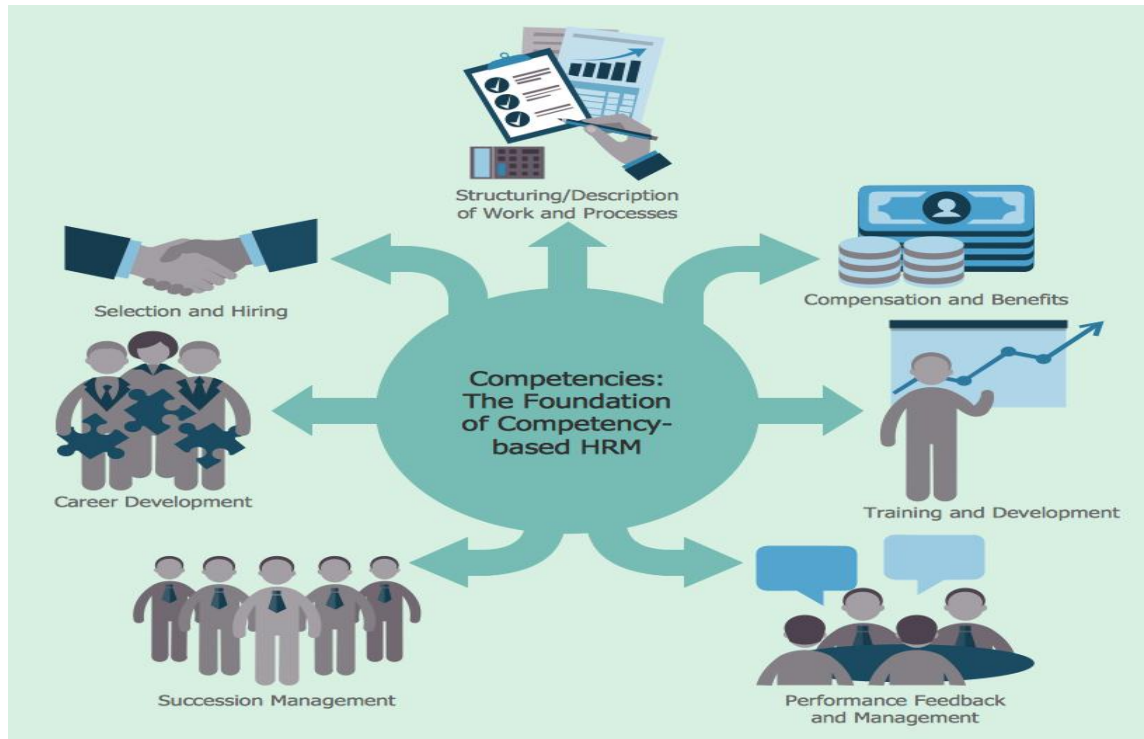 Structuring/Description
of Work and Processes
Compensation and Benefits
Selection and Hiring
Competencies:
The Foundation
of Competency-
based HRM
Career Development
Training and Development
Succession Management
Performance Feedback
and Management